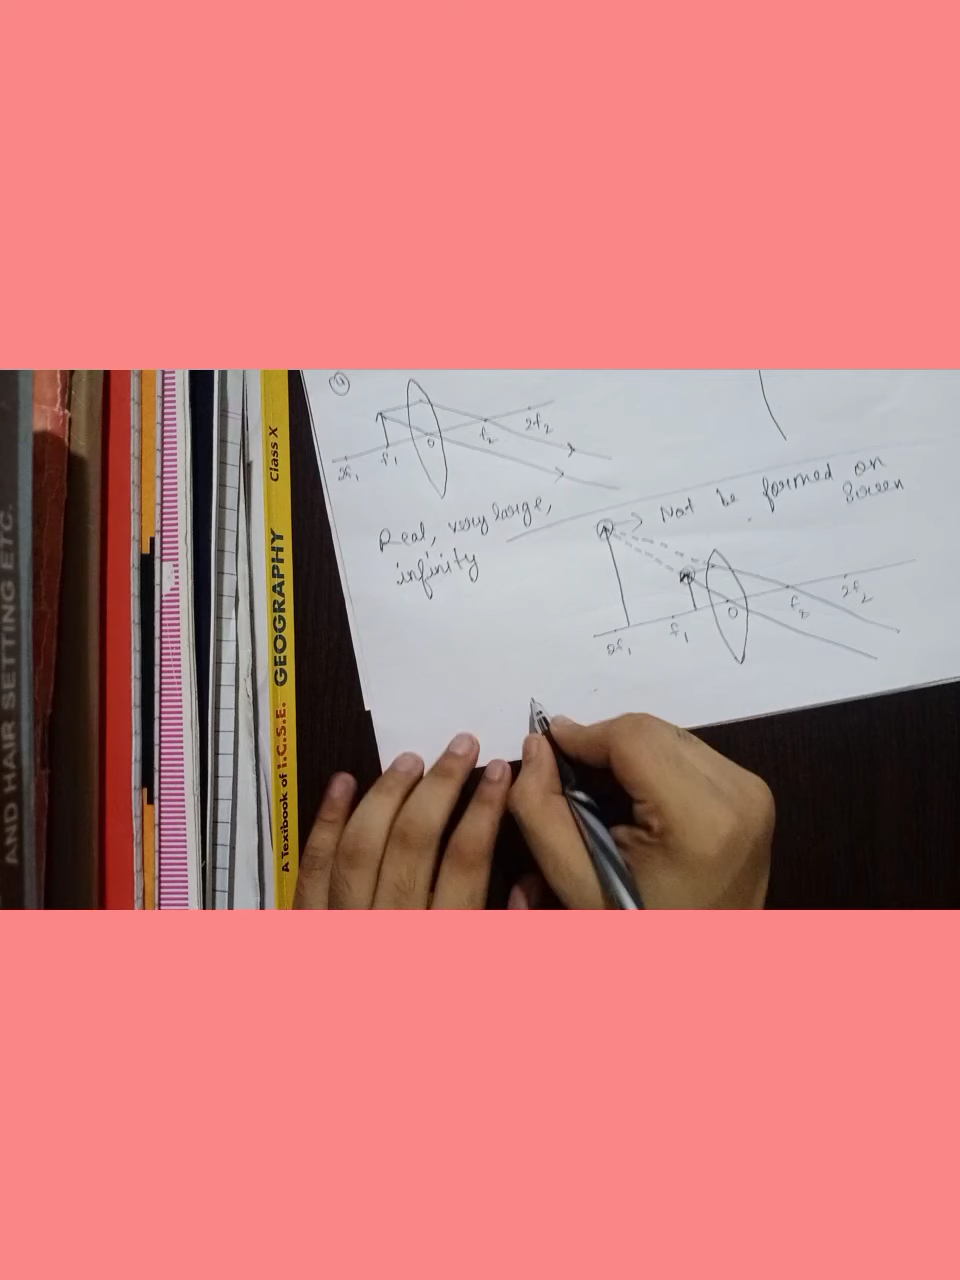 AND HAIR SETTING ETC.
A Textbook of I.C.S.E. GEOGRAPHY Class X
4
2f1 f1 O f2 2f2
Real, very large,
infinity
Not be formed on
Screen
2f1 f1 O f2 2f2